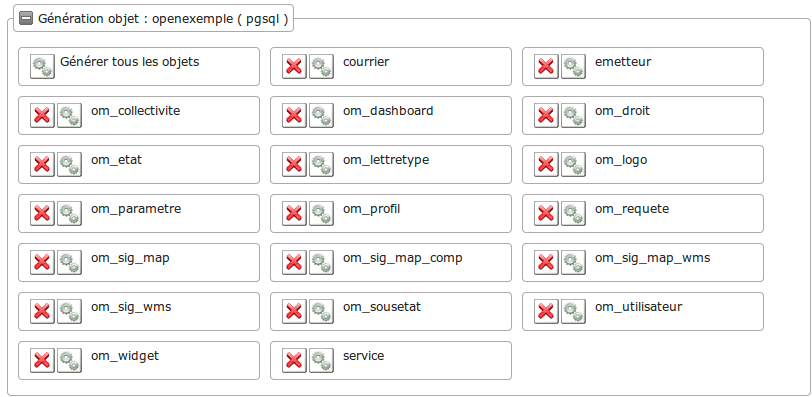 Génération objet : openexemple ( pgsql )
Générer tous les objets
courrier
emetteur
om_collectivite
om_dashboard
om_droit
om_etat
om_lettretype
om_logo
om_parametre
om_profil
om_requete
om_sig_map
om_sig_map_comp
om_sig_map_wms
om_sig_wms
om_sousetat
om_utilisateur
om_widget
service